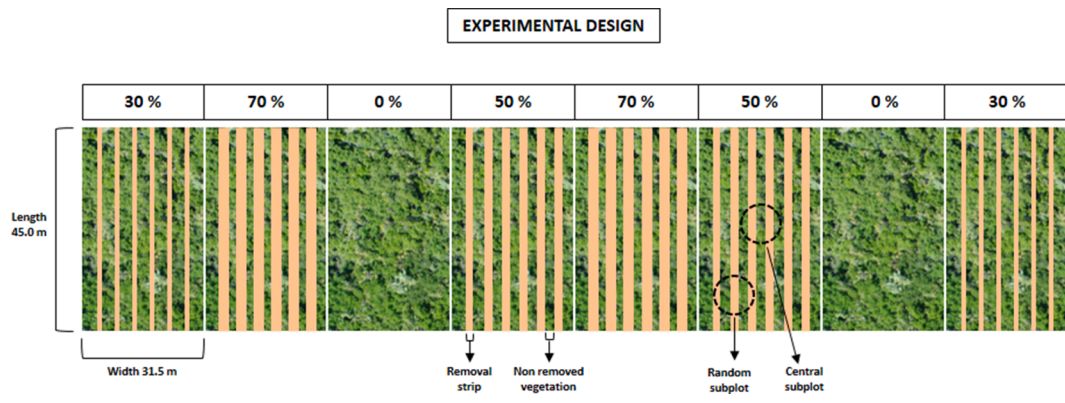 EXPERIMENTAL DESIGN
30 % 70 % 0 % 50 % 70 % 50 % 0 % 30 %
Length
45.0 m
Width 31.5 m
Removal
strip
Non removed
vegetation
Random
subplot
Central
subplot